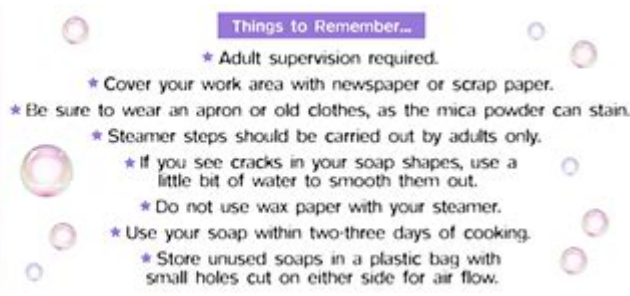 Things to Remember...
★ Adult supervision required.
★ Cover your work area with newspaper or scrap paper.
★ Be sure to wear an apron or old clothes, as the mica powder can stain.
★ Steamer steps should be carried out by adults only.
★ If you see cracks in your soap shapes, use a
little bit of water to smooth them out.
★ Do not use wax paper with your steamer.
★ Use your soap within two-three days of cooking.
★ Store unused soaps in a plastic bag with
small holes cut on either side for air flow.